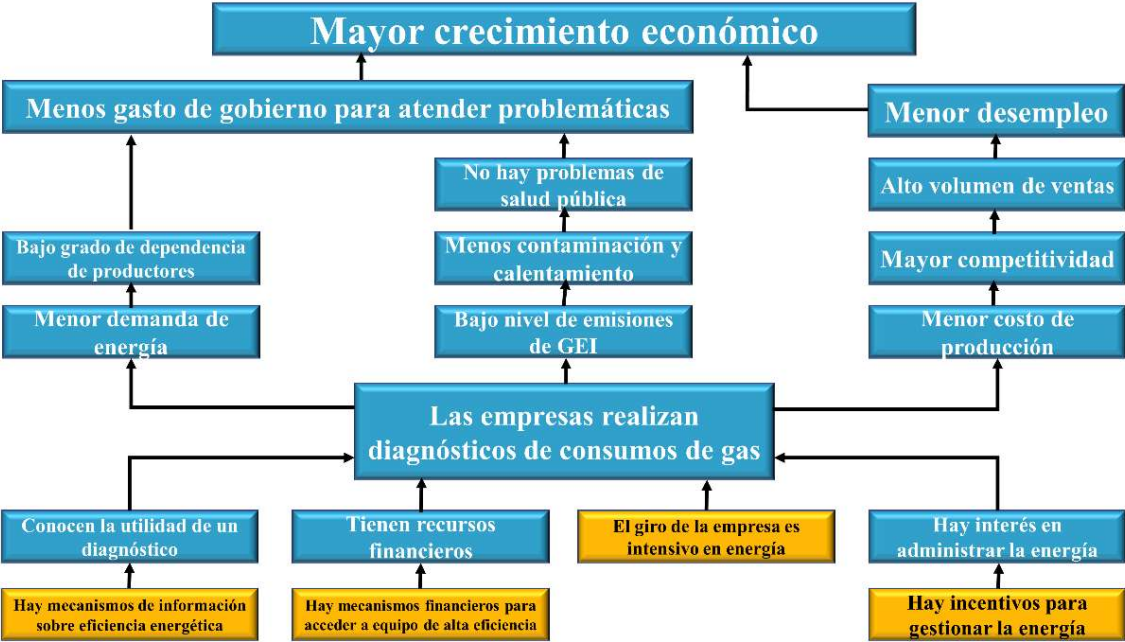 Mayor crecimiento económico
Menos gasto de gobierno para atender problemáticas
Menor desempleo
No hay problemas de
salud pública
Alto volumen de ventas
Bajo grado de dependencia
de productores
Menos contaminación y
calentamiento
Mayor competitividad
Menor demanda de
energía
Bajo nivel de emisiones
de GEI
Menor costo de
producción
Las empresas realizan
diagnósticos de consumos de gas
Conocen la utilidad de un
diagnóstico
Tienen recursos
financieros
El giro de la empresa es
intensivo en energía
Hay interés en
administrar la energía
Hay mecanismos de información
sobre eficiencia energética
Hay mecanismos financieros para
acceder a equipo de alta eficiencia
Hay incentivos para
gestionar la energía